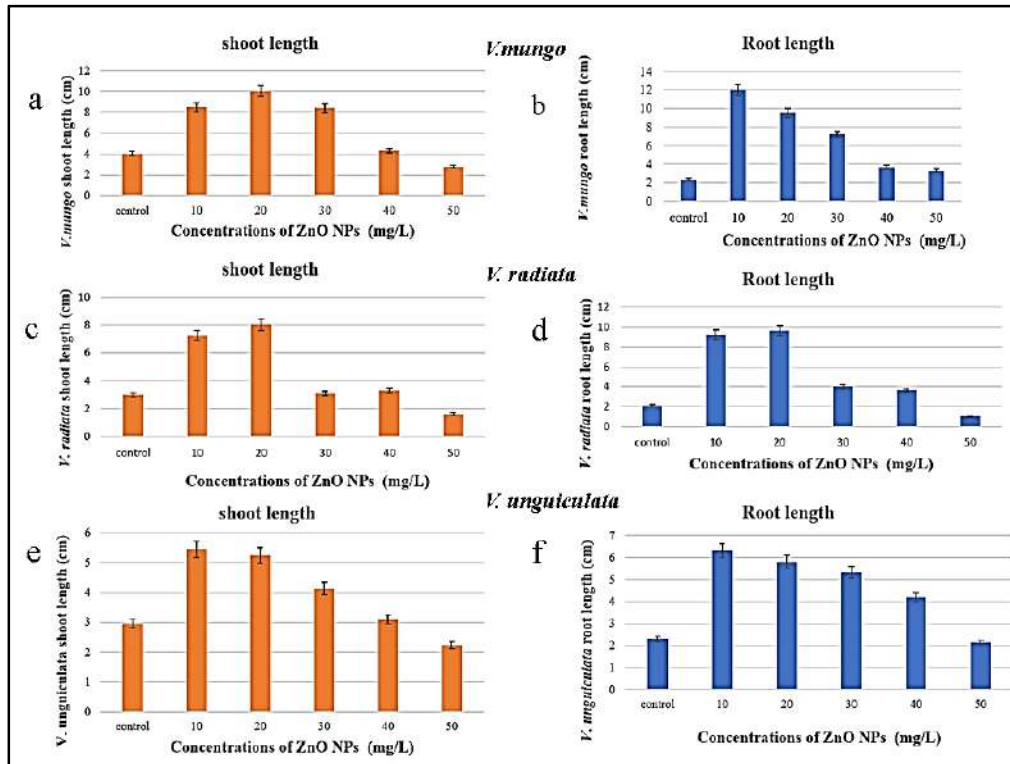 V.mungo
shoot length
a
V.mungo shoot length (cm)
12
10
8
6
4
2
0
control 10 20 30 40 50
Concentrations of ZnO NPs (mg/L)
Root length
b
V.mungo root length (cm)
14
12
10
8
6
4
2
0
control 10 20 30 40 50
Concentrations of ZnO NPs (mg/L)
V. radiata
shoot length
c
V. radiata shoot length (cm)
10
8
6
4
2
0
control 10 20 30 40 50
Concentrations of ZnO NPs (mg/L)
Root length
d
V. radiata root length (cm)
12
10
8
6
4
2
0
control 10 20 30 40 50
Concentrations of ZnO NPs (mg/L)
V. unguiculata
shoot length
e
V. unguiculata shoot length (cm)
6
5
4
3
2
1
0
control 10 20 30 40 50
Concentrations of ZnO NPs (mg/L)
Root length
f
V. unguiculata root length (cm)
7
6
5
4
3
2
1
0
control 10 20 30 40 50
Concentrations of ZnO NPs (mg/L)